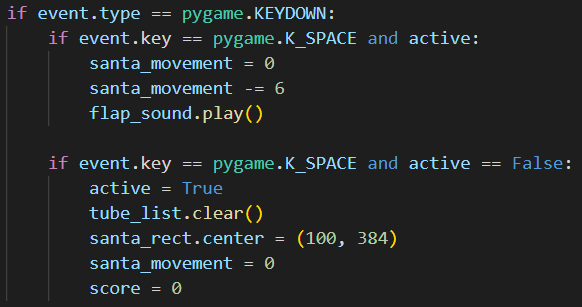 if event.type == pygame.KEYDOWN:
    if event.key == pygame.K_SPACE and active:
        santa_movement = 0
        santa_movement -= 6
        flap_sound.play()

    if event.key == pygame.K_SPACE and active == False:
        active = True
        tube_list.clear()
        santa_rect.center = (100, 384)
        santa_movement = 0
        score = 0